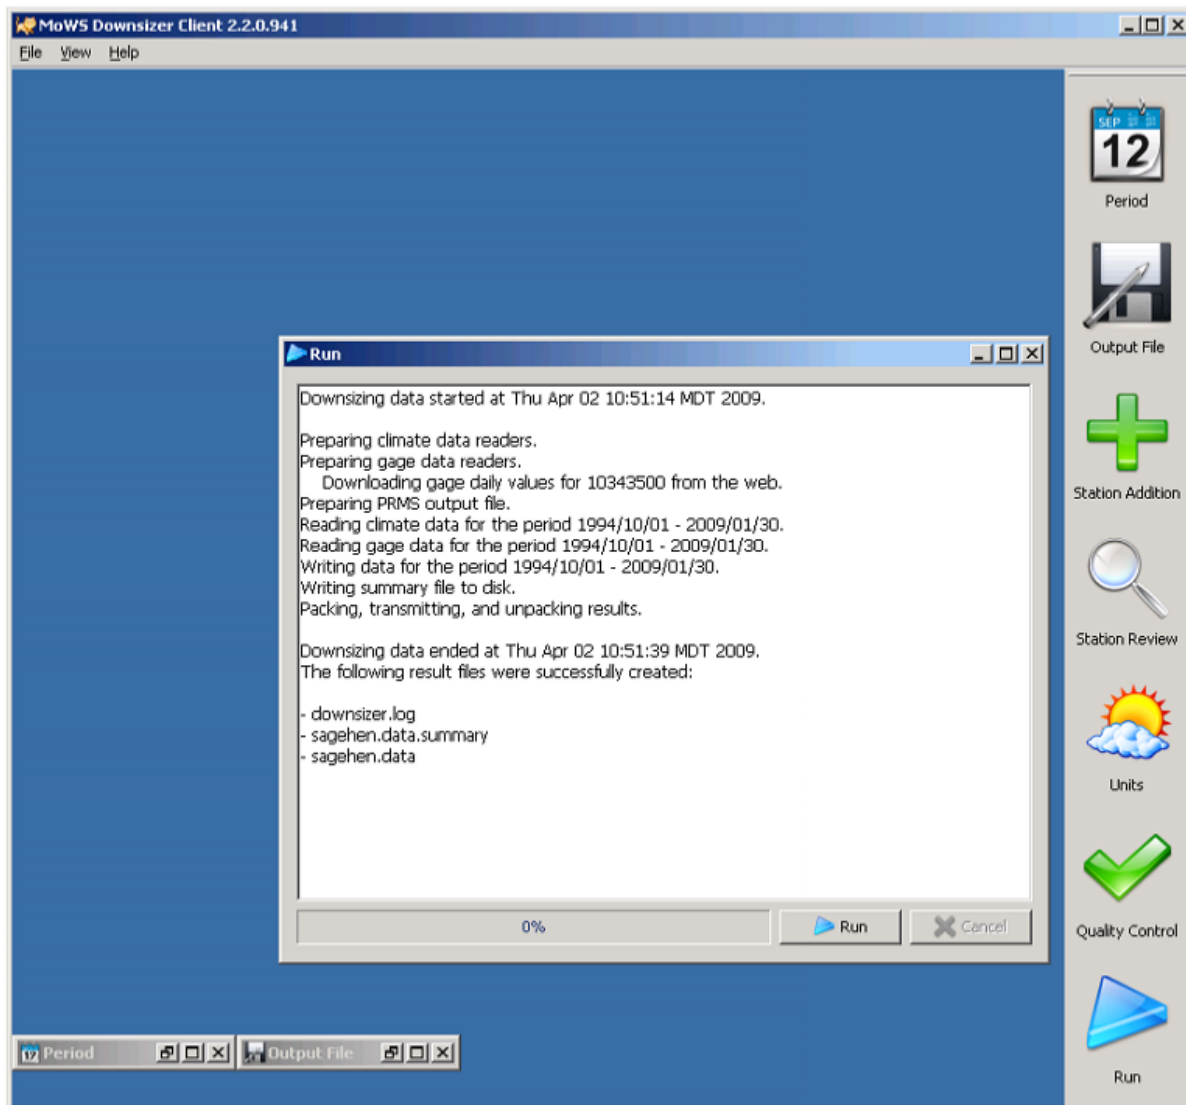 MoWS Downsizer Client 2.2.0.941
File View Help
SEP
12
Period
Output File
Station Addition
Station Review
Units
Quality Control
Run
Run
Downsizing data started at Thu Apr 02 10:51:14 MDT 2009.
Preparing climate data readers.
Preparing gage data readers.
Downloading gage daily values for 10343500 from the web.
Preparing PRMS output file.
Reading climate data for the period 1994/10/01 - 2009/01/30.
Reading gage data for the period 1994/10/01 - 2009/01/30.
Writing data for the period 1994/10/01 - 2009/01/30.
Writing summary file to disk.
Packing, transmitting, and unpacking results.
Downsizing data ended at Thu Apr 02 10:51:39 MDT 2009.
The following result files were successfully created:
- downsizer.log
- sagehen.data.summary
- sagehen.data
0% Run Cancel
12 Period Output File